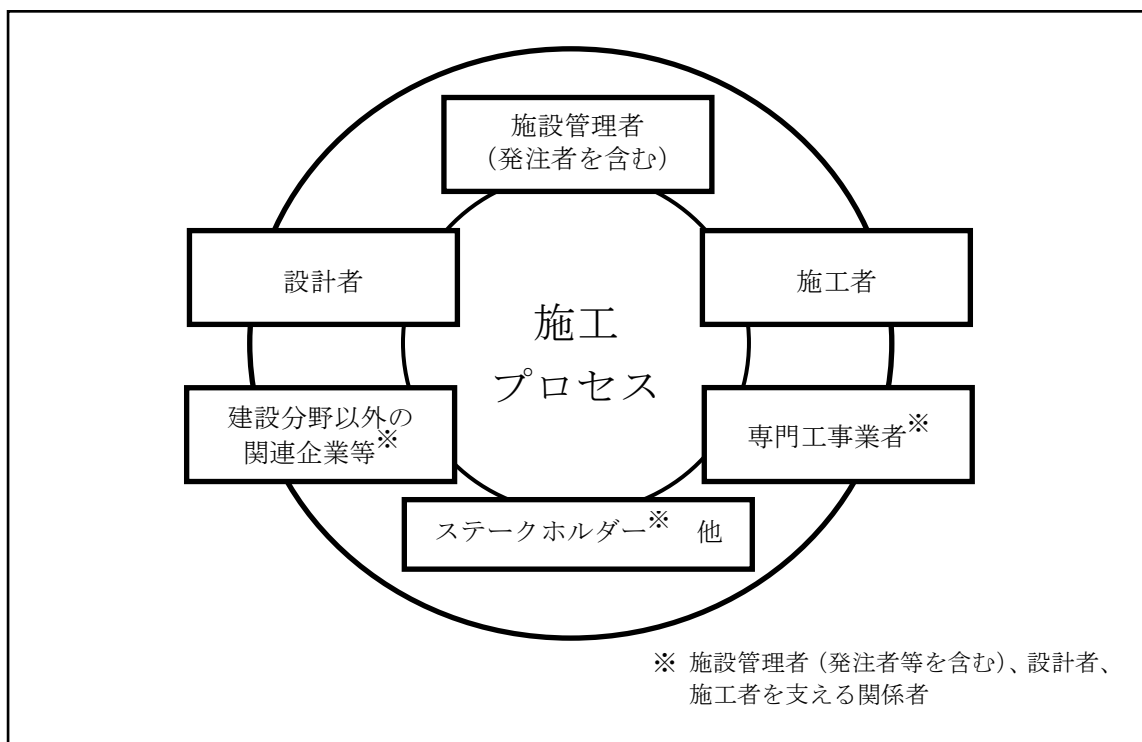 施設管理者
(発注者を含む)
設計者
施工者
施工
プロセス
建設分野以外の
関連企業等※
専門工事業者※
ステークホルダー※ 他
※ 施設管理者(発注者等を含む)、設計者、
施工者を支える関係者